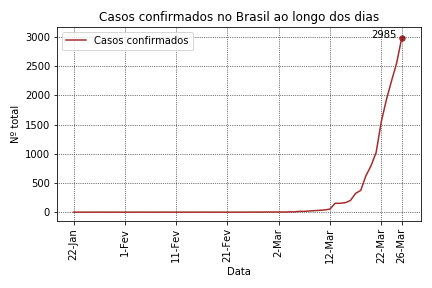 Casos confirmados no Brasil ao longo dos dias
Casos confirmados
2985
Nº total
3000
2500
2000
1500
1000
500
0
22-Jan
1-Fev
11-Fev
21-Fev
2-Mar
12-Mar
22-Mar
26-Mar
Data